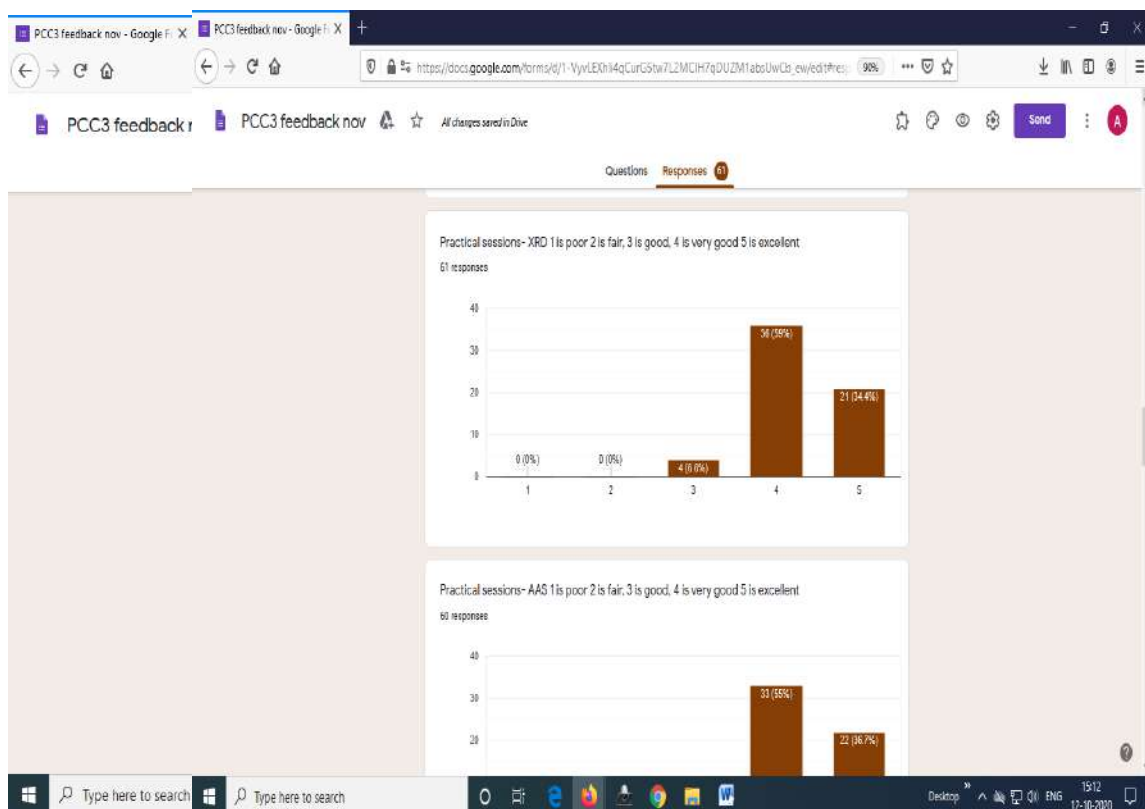 PCC3 feedback nov - Google F
PCC3 feedback nov - Google F
90%
PCC3 feedback
PCC3 feedback nov
All changes saved in Drive
Send
A
Questions Responses 61
Practical sessions- XRD 1 is poor 2 is fair, 3 is good, 4 is very good 5 is excellent
61 responses
40
30
20
10
0
0 (0%)
0 (0%)
4 (6.6%)
36 (59%)
21 (34.4%)
1 2 3 4 5
Practical sessions- AAS 1 is poor 2 is fair, 3 is good, 4 is very good 5 is excellent
60 responses
40
30
20
33 (55%)
22 (36.7%)
Type here to search
Type here to search
Desktop
ENG
15:12
12-10-2020